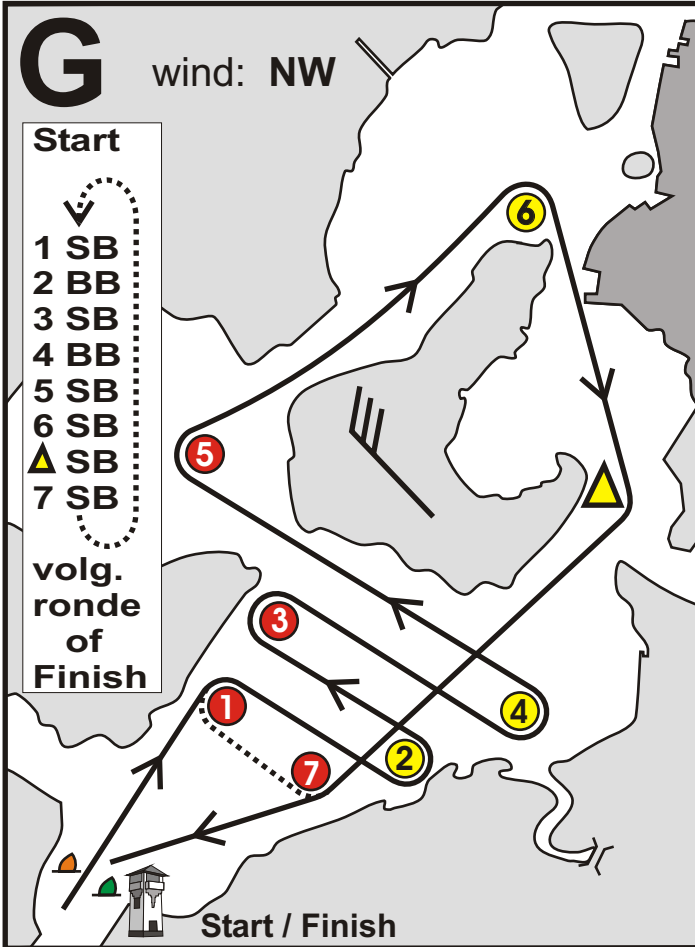 G
wind: NW
Start
1 SB
2 BB
3 SB
4 BB
5 SB
6 SB
SB
7 SB
volg.
ronde
of
Finish
6
5
3
4
1
2
7
Start / Finish